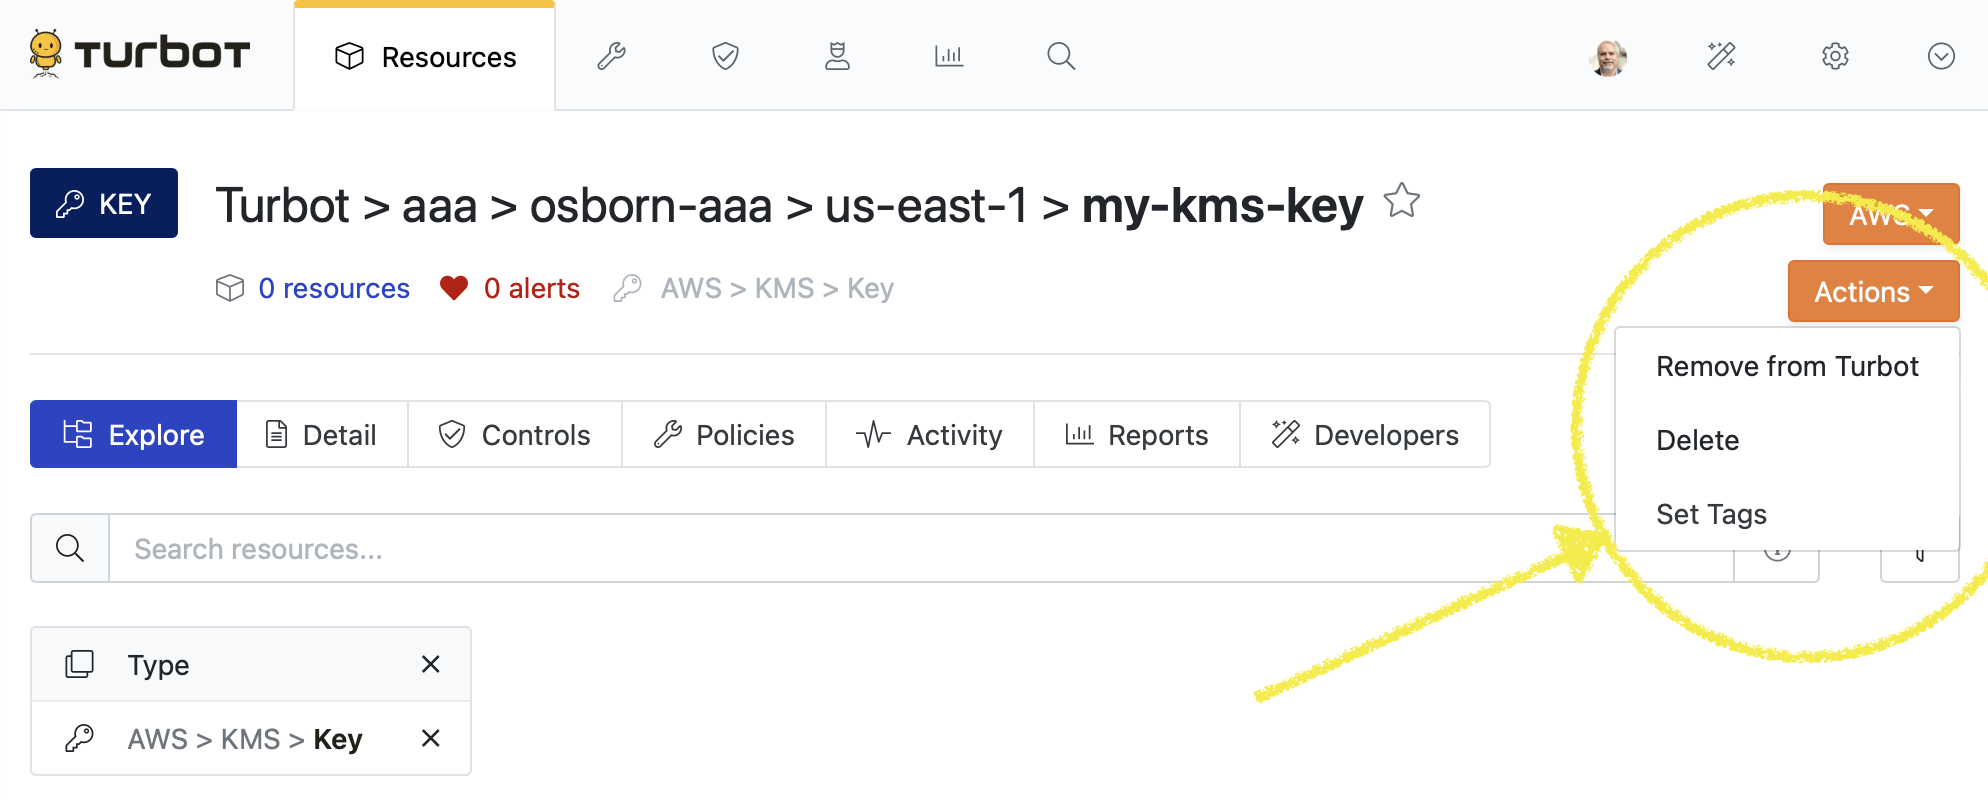 TURBOT
Resources
KEY
Turbot > aaa > osborn-aaa > us-east-1 > my-kms-key
AWS
0 resources 0 alerts AWS > KMS > Key
Actions
Remove from Turbot
Delete
Set Tags
Explore Detail Controls Policies Activity Reports Developers
Search resources...
Type
AWS > KMS > Key